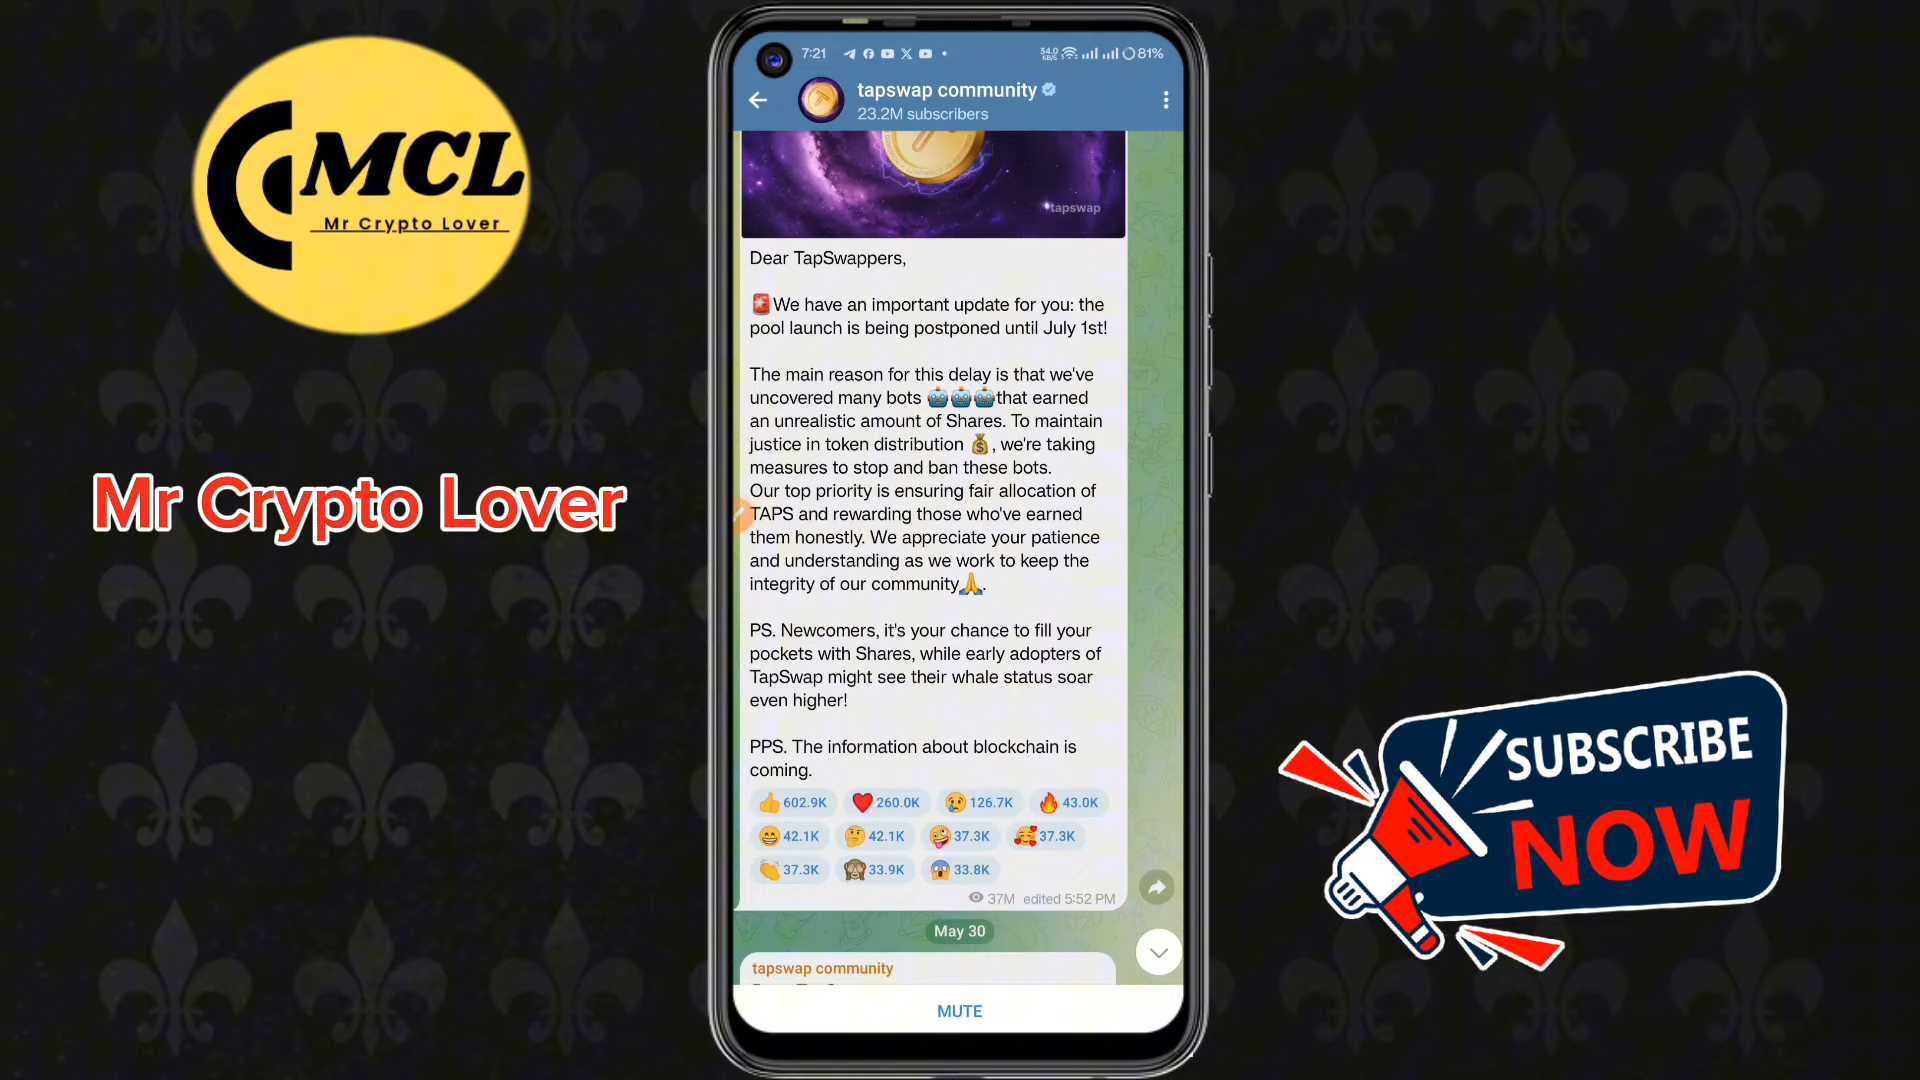 MCL
Mr Crypto Lover
Mr Crypto Lover
7:21
34.0 KB/S
81%
tapswap community
23.2M subscribers
tapswap
Dear TapSwappers,
🚨We have an important update for you: the
pool launch is being postponed until July 1st!
The main reason for this delay is that we've
uncovered many bots 🤖🤖🤖that earned
an unrealistic amount of Shares. To maintain
justice in token distribution 💰, we're taking
measures to stop and ban these bots.
Our top priority is ensuring fair allocation of
TAPS and rewarding those who've earned
them honestly. We appreciate your patience
and understanding as we work to keep the
integrity of our community🙏.
PS. Newcomers, it's your chance to fill your
pockets with Shares, while early adopters of
TapSwap might see their whale status soar
even higher!
PPS. The information about blockchain is
coming.
👍 602.9K ❤️ 260.0K 😢 126.7K 🔥 43.0K
😁 42.1K 🤔 42.1K 🤪 37.3K 🥰 37.3K
👏 37.3K 🙈 33.9K 😱 33.8K
37M edited 5:52 PM
May 30
tapswap community
MUTE
SUBSCRIBE
NOW